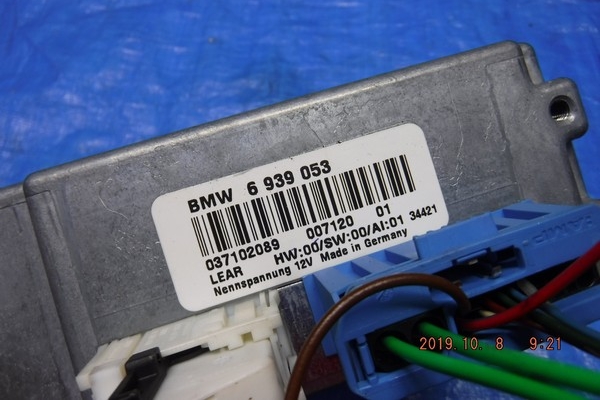 BMW 6 939 053
037102089 007120 01
LEAR HW:00/SW:00/AI:01 34421
Nennspannung 12V Made in Germany
2019.10. 8 9:21